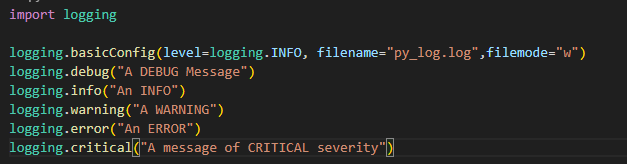 import logging
logging.basicConfig(level=logging.INFO, filename="py_log.log",filemode="w")
logging.debug("A DEBUG Message")
logging.info("An INFO")
logging.warning("A WARNING")
logging.error("An ERROR")
logging.critical("A message of CRITICAL severity")